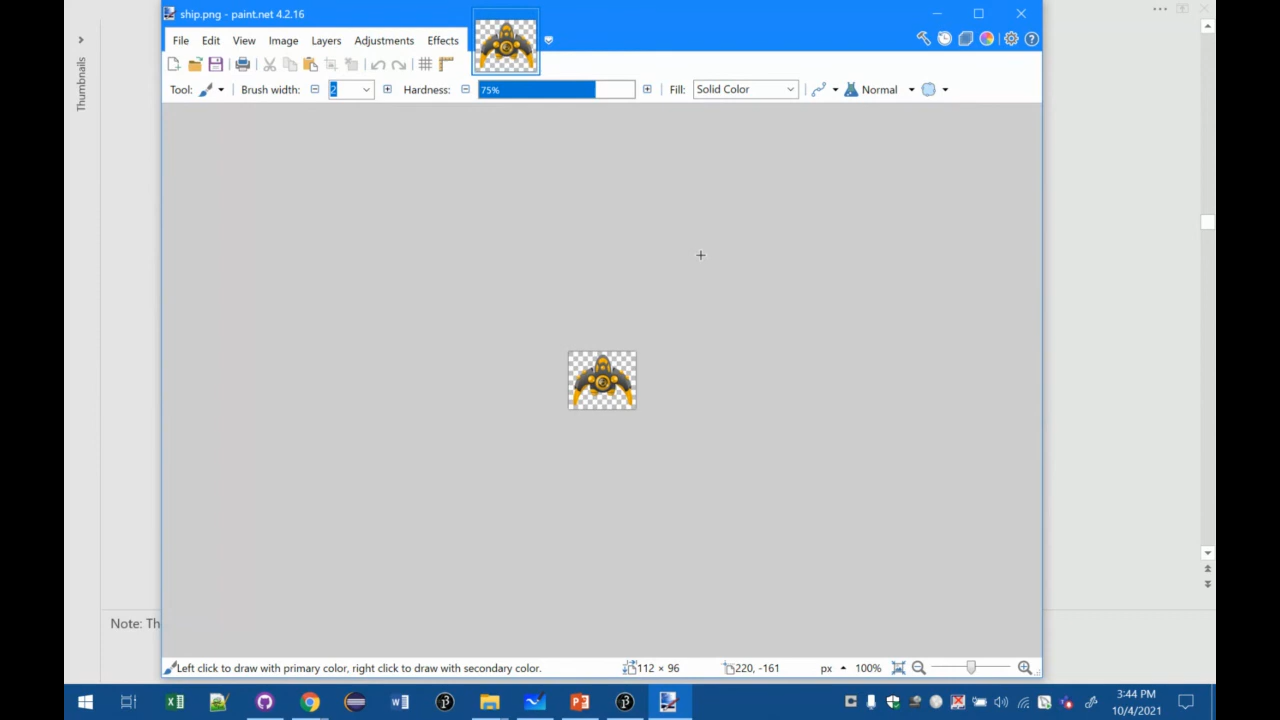 ship.png - paint.net 4.2.16
File Edit View Image Layers Adjustments Effects
Tool: Brush width: 2 Hardness: 75% Fill: Solid Color Normal
Thumbnails
Note: Th
Left click to draw with primary color, right click to draw with secondary color. 112 × 96 220, -161 px 100%
3:44 PM
10/4/2021